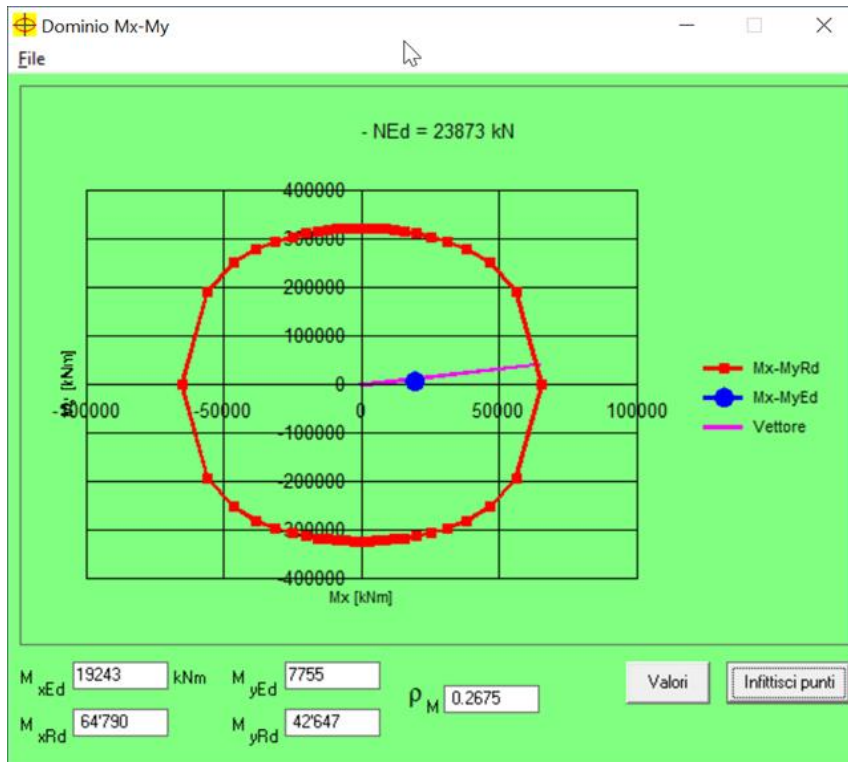 Dominio Mx-My
File
- NEd = 23873 kN
400000
300000
200000
100000
0
-100000
-200000
-300000
-400000
-100000 -50000 0 50000 100000
[kNm]
Mx [kNm]
Mx-MyRd
Mx-MyEd
Vettore
M xEd 19243 kNm M yEd 7755
ρ M 0.2675
M xRd 64'790 M yRd 42'647
Valori Infittisci punti